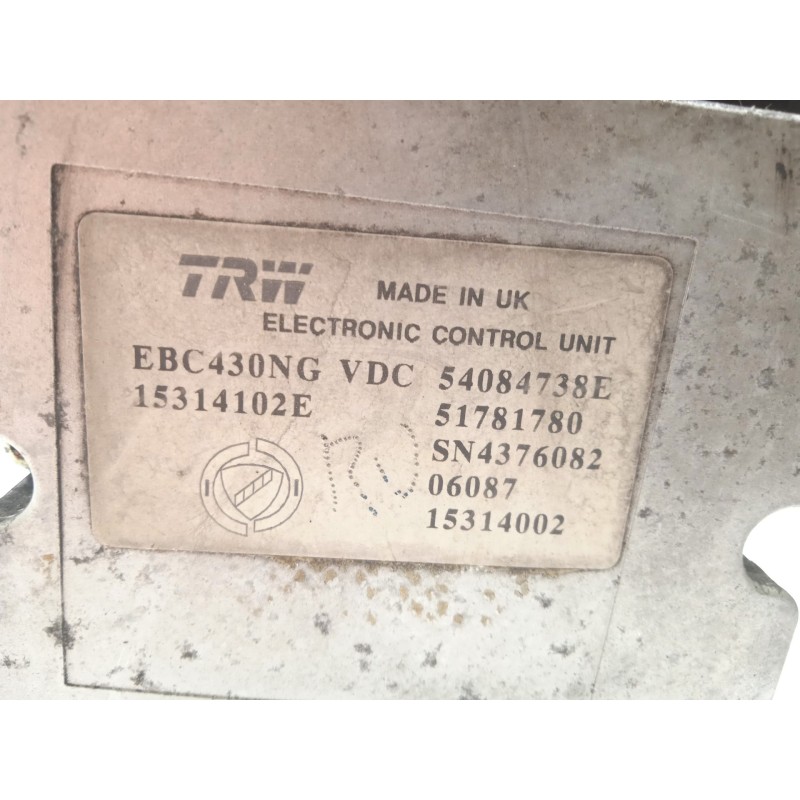 TRW MADE IN UK
ELECTRONIC CONTROL UNIT
EBC430NG VDC 54084738E
15314102E 51781780
SN4376082
06087
15314002